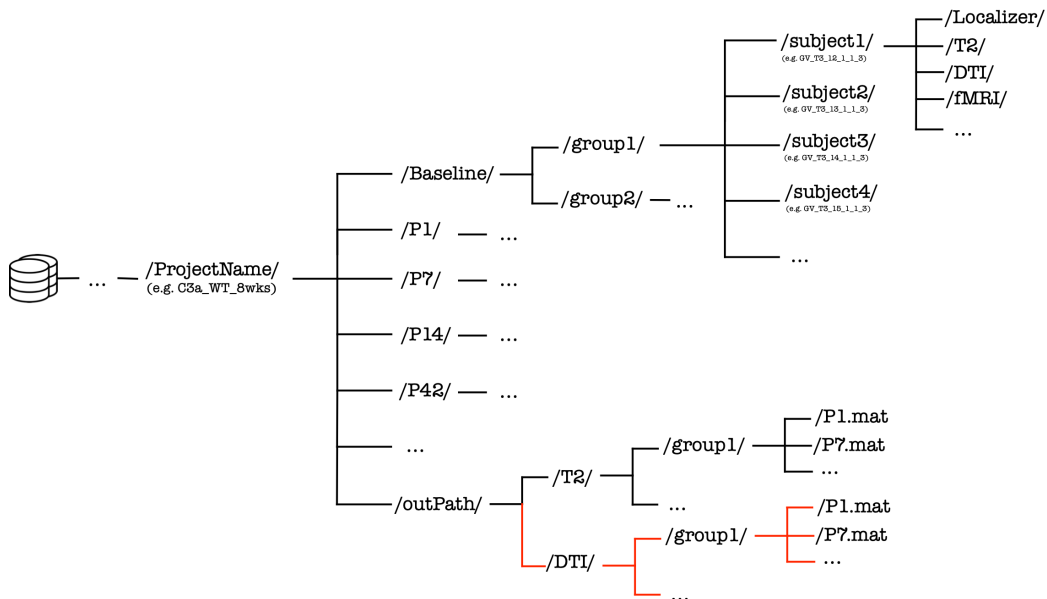 /Localizer/
/subject1/
(e.g. GV_T3_12_1_1_3)
/T2/
/DTI/
/subject2/
(e.g. GV_T3_13_1_1_3)
/fMRI/
...
/group1/
/subject3/
(e.g. GV_T3_14_1_1_3)
/Baseline/
/group2/
...
/subject4/
(e.g. GV_T3_15_1_1_3)
/P1/
...
...
...
/ProjectName/
(e.g. C3a_WT_8wks)
/P7/
...
/P14/
...
/P42/
...
...
/P1.mat
/group1/
/P7.mat
...
/T2/
/outPath/
...
/P1.mat
/group1/
/P7.mat
/DTI/
...
...